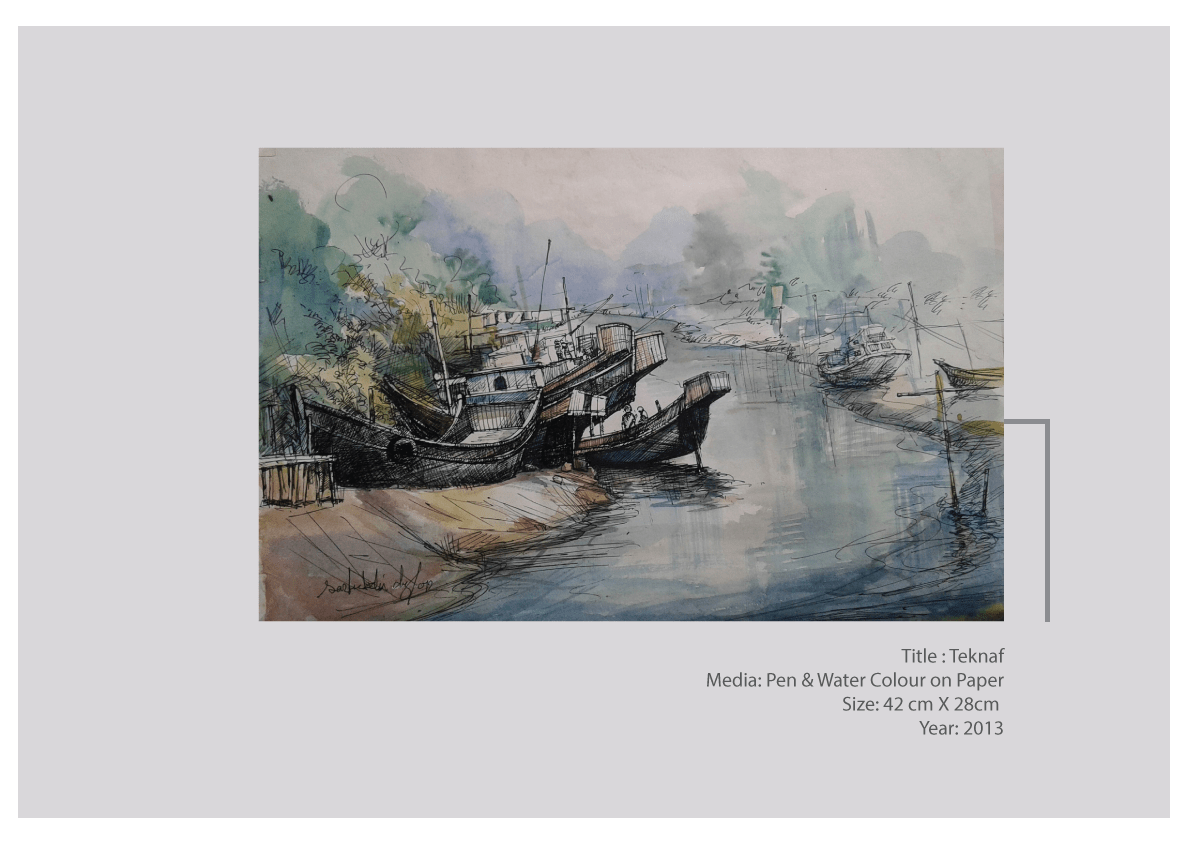 Title : Teknaf
Media: Pen & Water Colour on Paper
Size: 42 cm X 28cm
Year: 2013